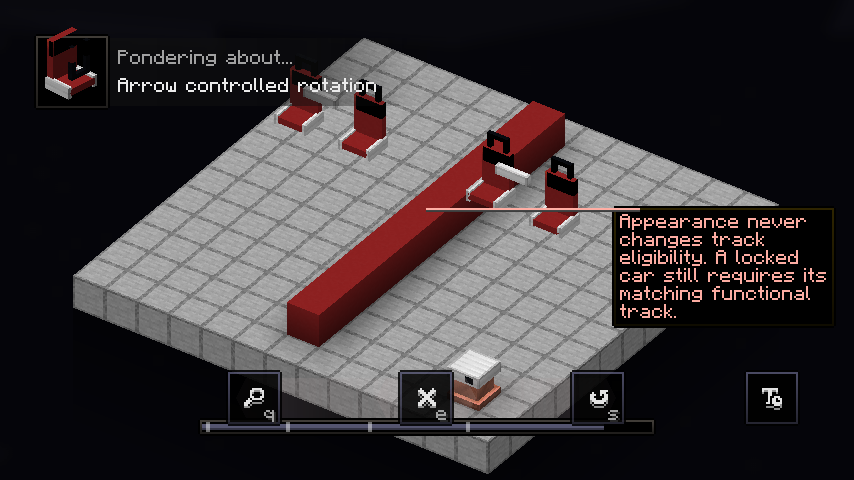 Pondering about...
Arrow controlled rotation
Appearance never
changes track
eligibility. A locked
car still requires its
matching functional
track.
q
e
s